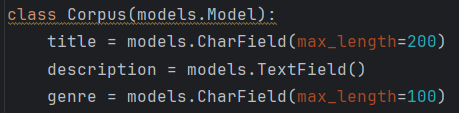 class Corpus(models.Model):
    title = models.CharField(max_length=200)
    description = models.TextField()
    genre = models.CharField(max_length=100)